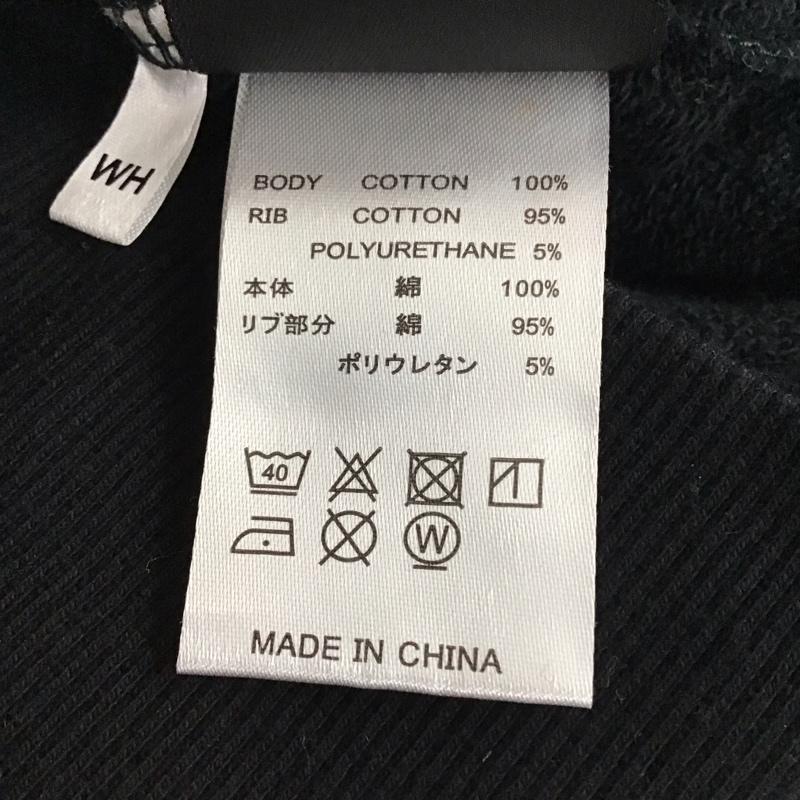 WH
BODY COTTON 100%
RIB COTTON 95%
POLYURETHANE 5%
本体 綿 100%
リブ部分 綿 95%
ポリウレタン 5%
40
W
MADE IN CHINA